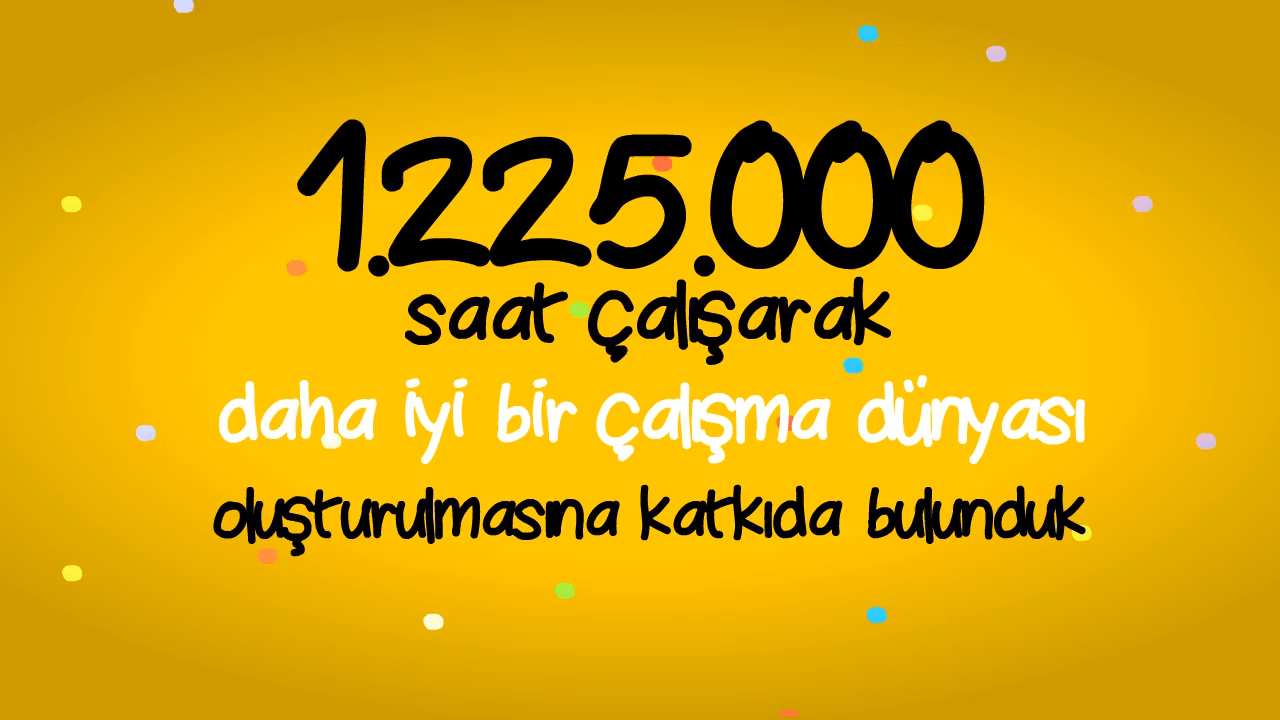 1.225.000
saat çalışarak
daha iyi bir çalışma dünyası
oluşturulmasına katkıda bulunduk